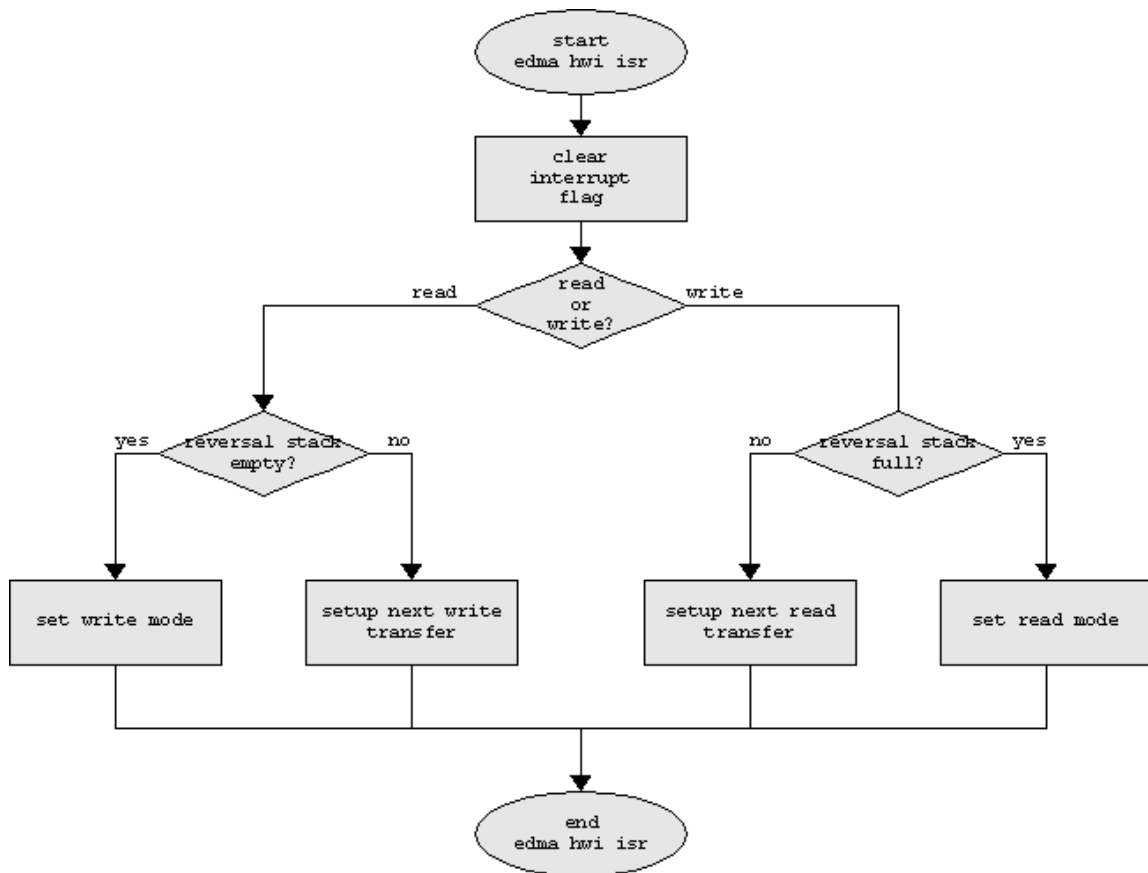 start
edma hwi isr
clear
interrupt
flag
read
read
or
write?
write
yes
reversal stack
empty?
no
no
reversal stack
full?
yes
set write mode
setup next write
transfer
setup next read
transfer
set read mode
end
edma hwi isr